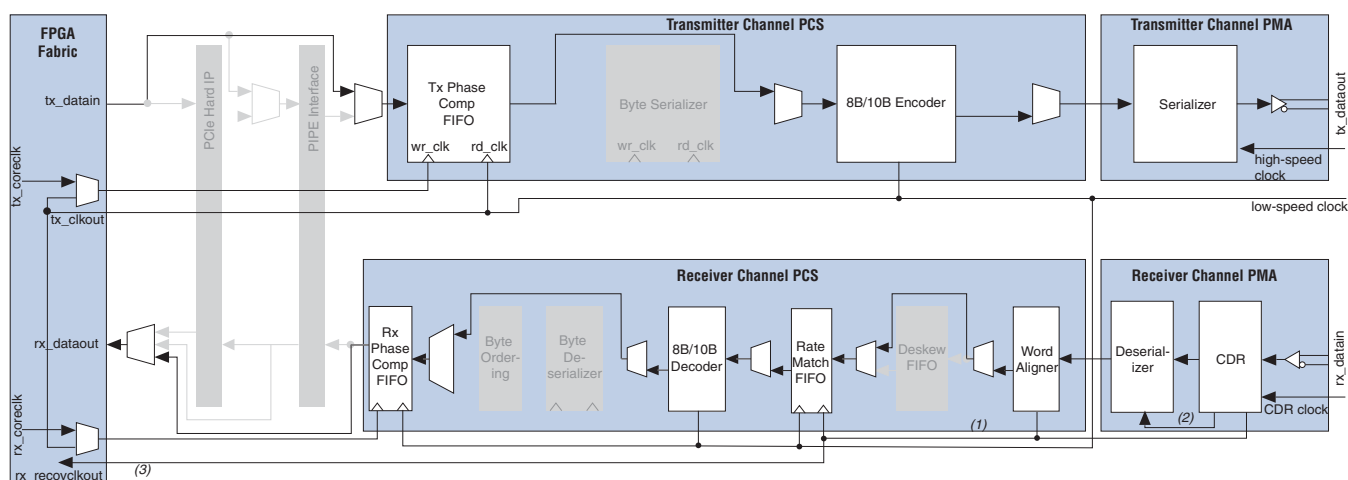 FPGA
Fabric
Transmitter Channel PCS
Transmitter Channel PMA
tx_datain
PCIe Hard IP
PIPE Interface
Tx Phase
Comp
FIFO
wr_clk
rd_clk
Byte Serializer
wr_clk
rd_clk
8B/10B Encoder
Serializer
tx_dataout
high-speed
clock
tx_coreclk
tx_clkout
low-speed clock
Receiver Channel PCS
Receiver Channel PMA
rx_dataout
Rx
Phase
Comp
FIFO
Byte
Order-
ing
Byte
De-
serializer
8B/10B
Decoder
Rate
Match
FIFO
Deskew
FIFO
Word
Aligner
Deserial-
izer
CDR
rx_datain
CDR clock
(1)
(2)
rx_coreclk
(3)
rx_recovclkout